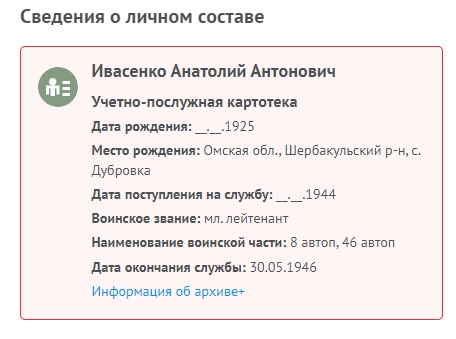 Сведения о личном составе
Ивасенко Анатолий Антонович
Учетно-послужная картотека
Дата рождения: __.__.1925
Место рождения: Омская обл., Шербакульский р-н, с.
Дубровка
Дата поступления на службу: __.__.1944
Воинское звание: мл. лейтенант
Наименование воинской части: 8 автоп, 46 автоп
Дата окончания службы: 30.05.1946
Информация об архиве+